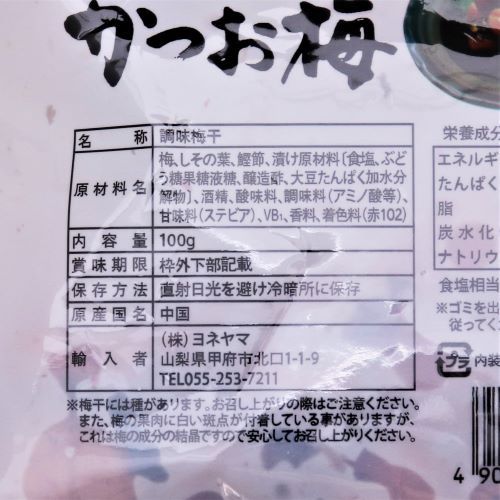 かつお梅
名称 調味梅干
原材料名 梅、しその葉、鰹節、漬け原材料〔食塩、ぶど
う糖果糖液糖、醸造酢、大豆たんぱく加水分
解物〕、酒精、酸味料、調味料(アミノ酸等)、
甘味料(ステビア)、VB₁、香料、着色料(赤102)
内容量 100g
賞味期限 枠外下部記載
保存方法 直射日光を避け冷暗所に保存
原産国名 中国
輸入者 (株)ヨネヤマ
山梨県甲府市北口1-1-9
TEL055-253-7211
※梅干には種があります。お召し上がりの際はご注意ください。
また、梅の果肉に白い斑点が付着している事がありますが、
これは梅の成分の結晶ですので安心してお召し上がりください。
栄養成分
エネルギ
たんぱく
脂
炭水化
ナトリウ
食塩相当
※ゴミを出
従ってく
プラ 内装
4 90